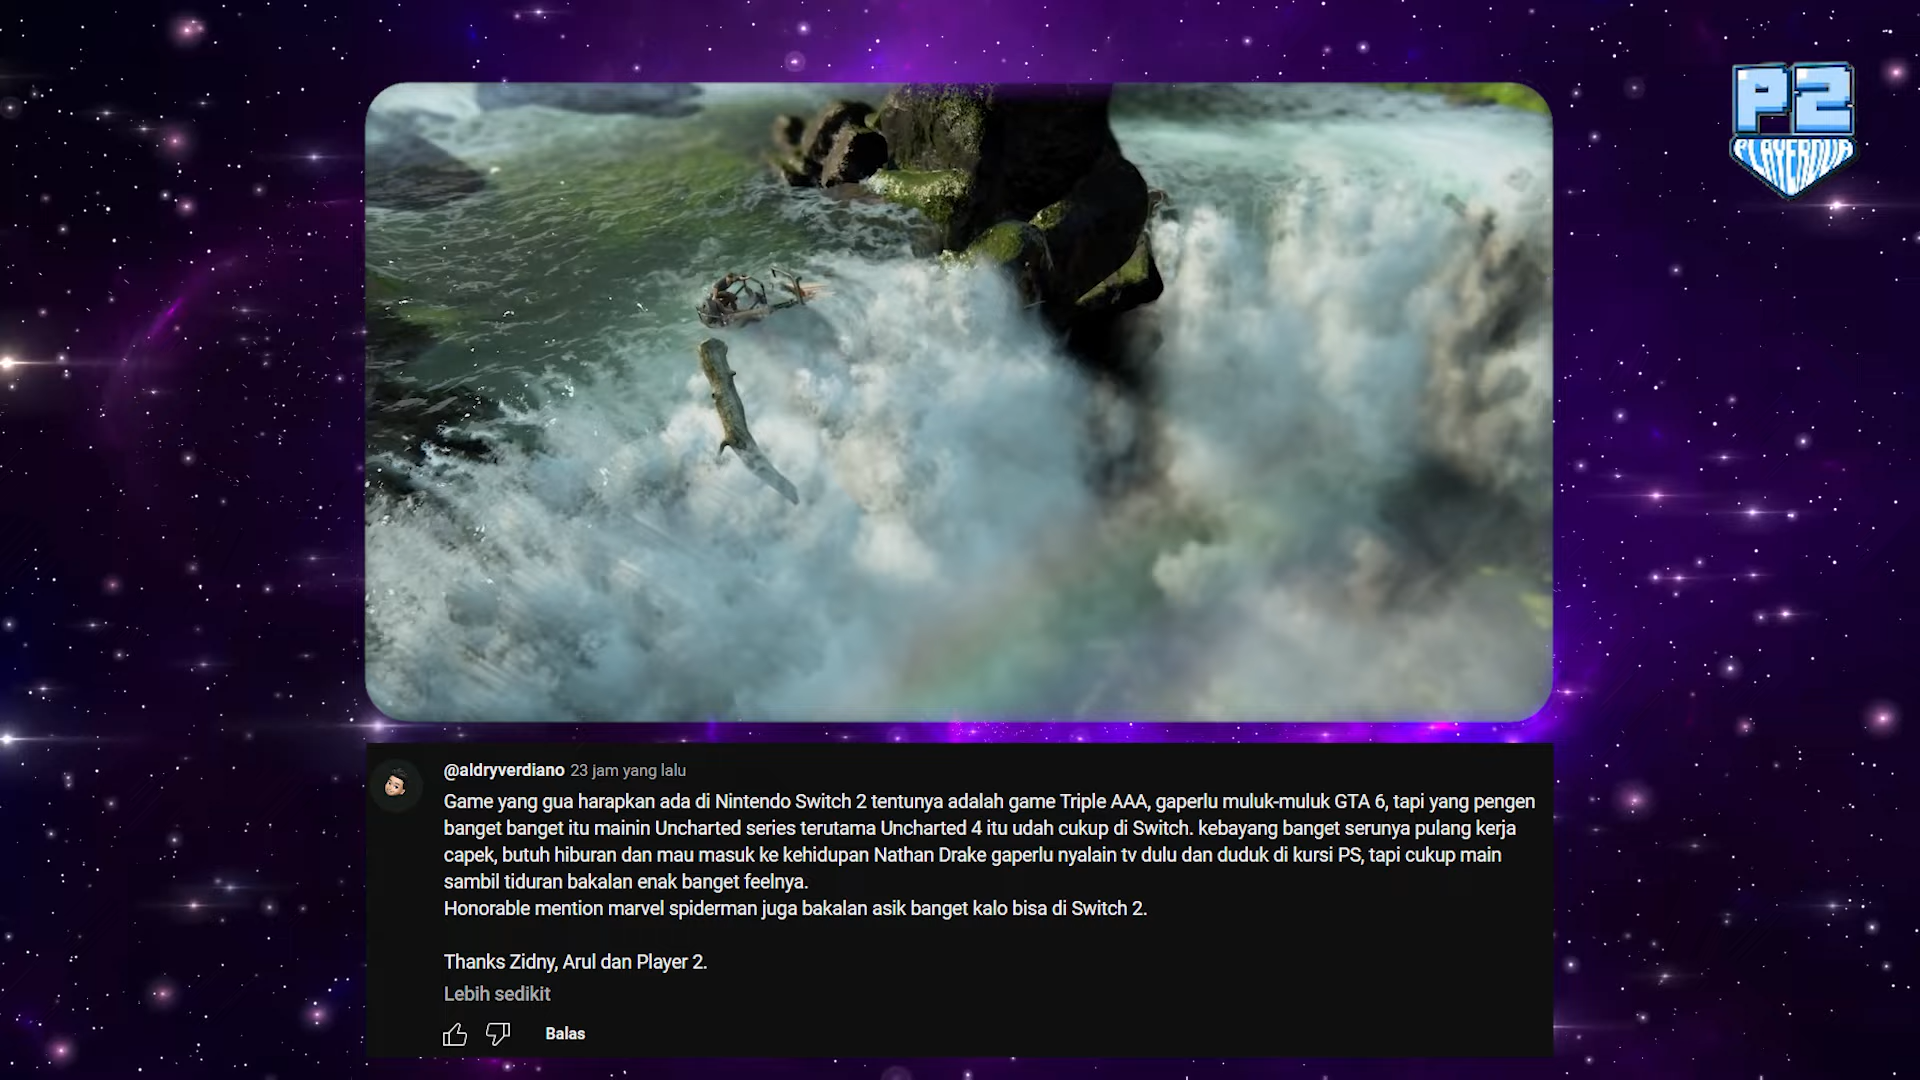 P2
PLAYERDUA
@aldryverdiano 23 jam yang lalu
Game yang gua harapkan ada di Nintendo Switch 2 tentunya adalah game Triple AAA, gaperlu muluk-muluk GTA 6, tapi yang pengen
banget banget itu mainin Uncharted series terutama Uncharted 4 itu udah cukup di Switch. kebayang banget serunya pulang kerja
capek, butuh hiburan dan mau masuk ke kehidupan Nathan Drake gaperlu nyalain tv dulu dan duduk di kursi PS, tapi cukup main
sambil tiduran bakalan enak banget feelnya.
Honorable mention marvel spiderman juga bakalan asik banget kalo bisa di Switch 2.
Thanks Zidny, Arul dan Player 2.
Lebih sedikit
Balas